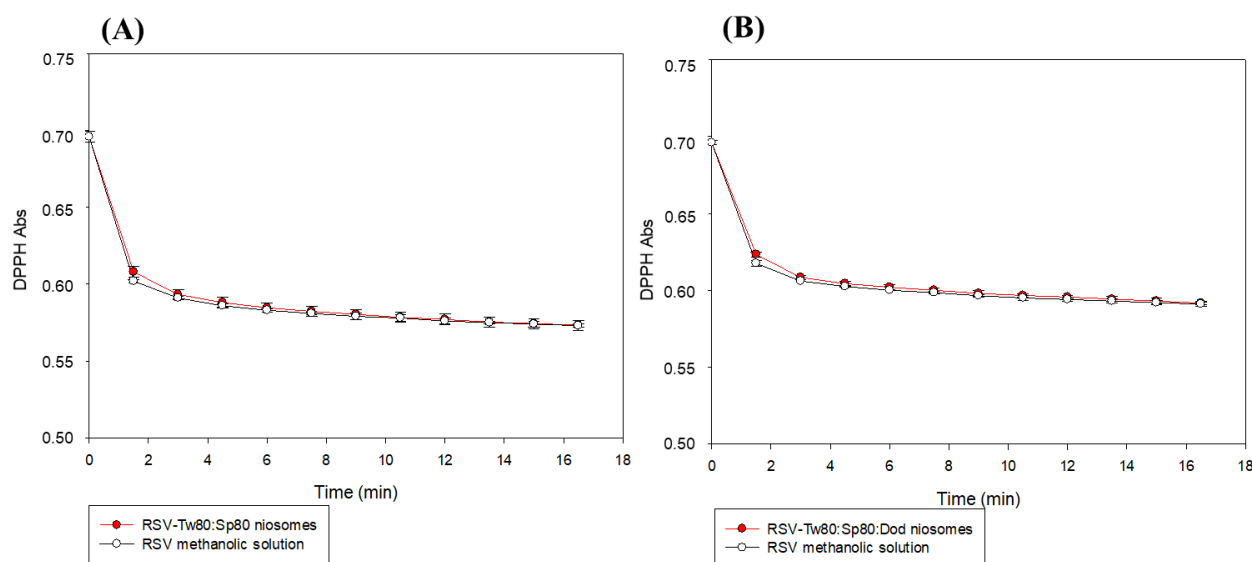 (A)
0.75
0.70
0.65
0.60
0.55
0.50
DPPH Abs
0 2 4 6 8 10 12 14 16 18
Time (min)
RSV-Tw80:Sp80 niosomes
RSV methanolic solution
(B)
0.75
0.70
0.65
0.60
0.55
0.50
DPPH Abs
0 2 4 6 8 10 12 14 16 18
Time (min)
RSV-Tw80:Sp80:Dod niosomes
RSV methanolic solution